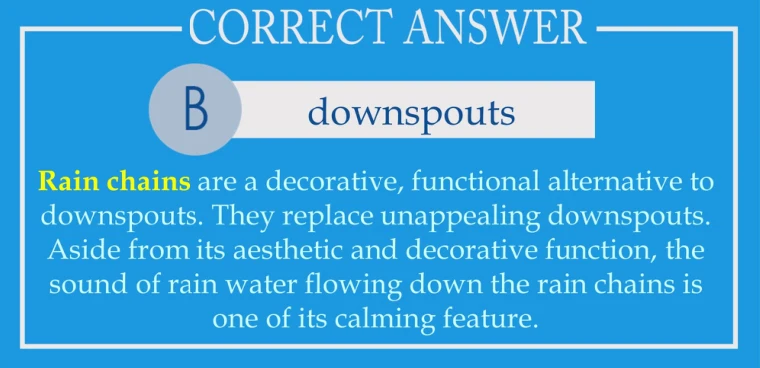 CORRECT ANSWER
B
downspouts
Rain chains are a decorative, functional alternative to
downspouts. They replace unappealing downspouts.
Aside from its aesthetic and decorative function, the
sound of rain water flowing down the rain chains is
one of its calming feature.